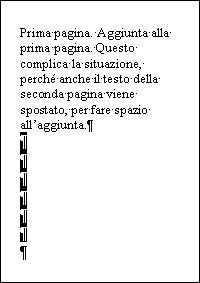 Prima pagina. Aggiunta alla
prima pagina. Questo
complica la situazione,
perché anche il testo della
seconda pagina viene
spostato, per fare spazio
all’aggiunta.¶
¶
¶
¶
¶
¶
¶
¶